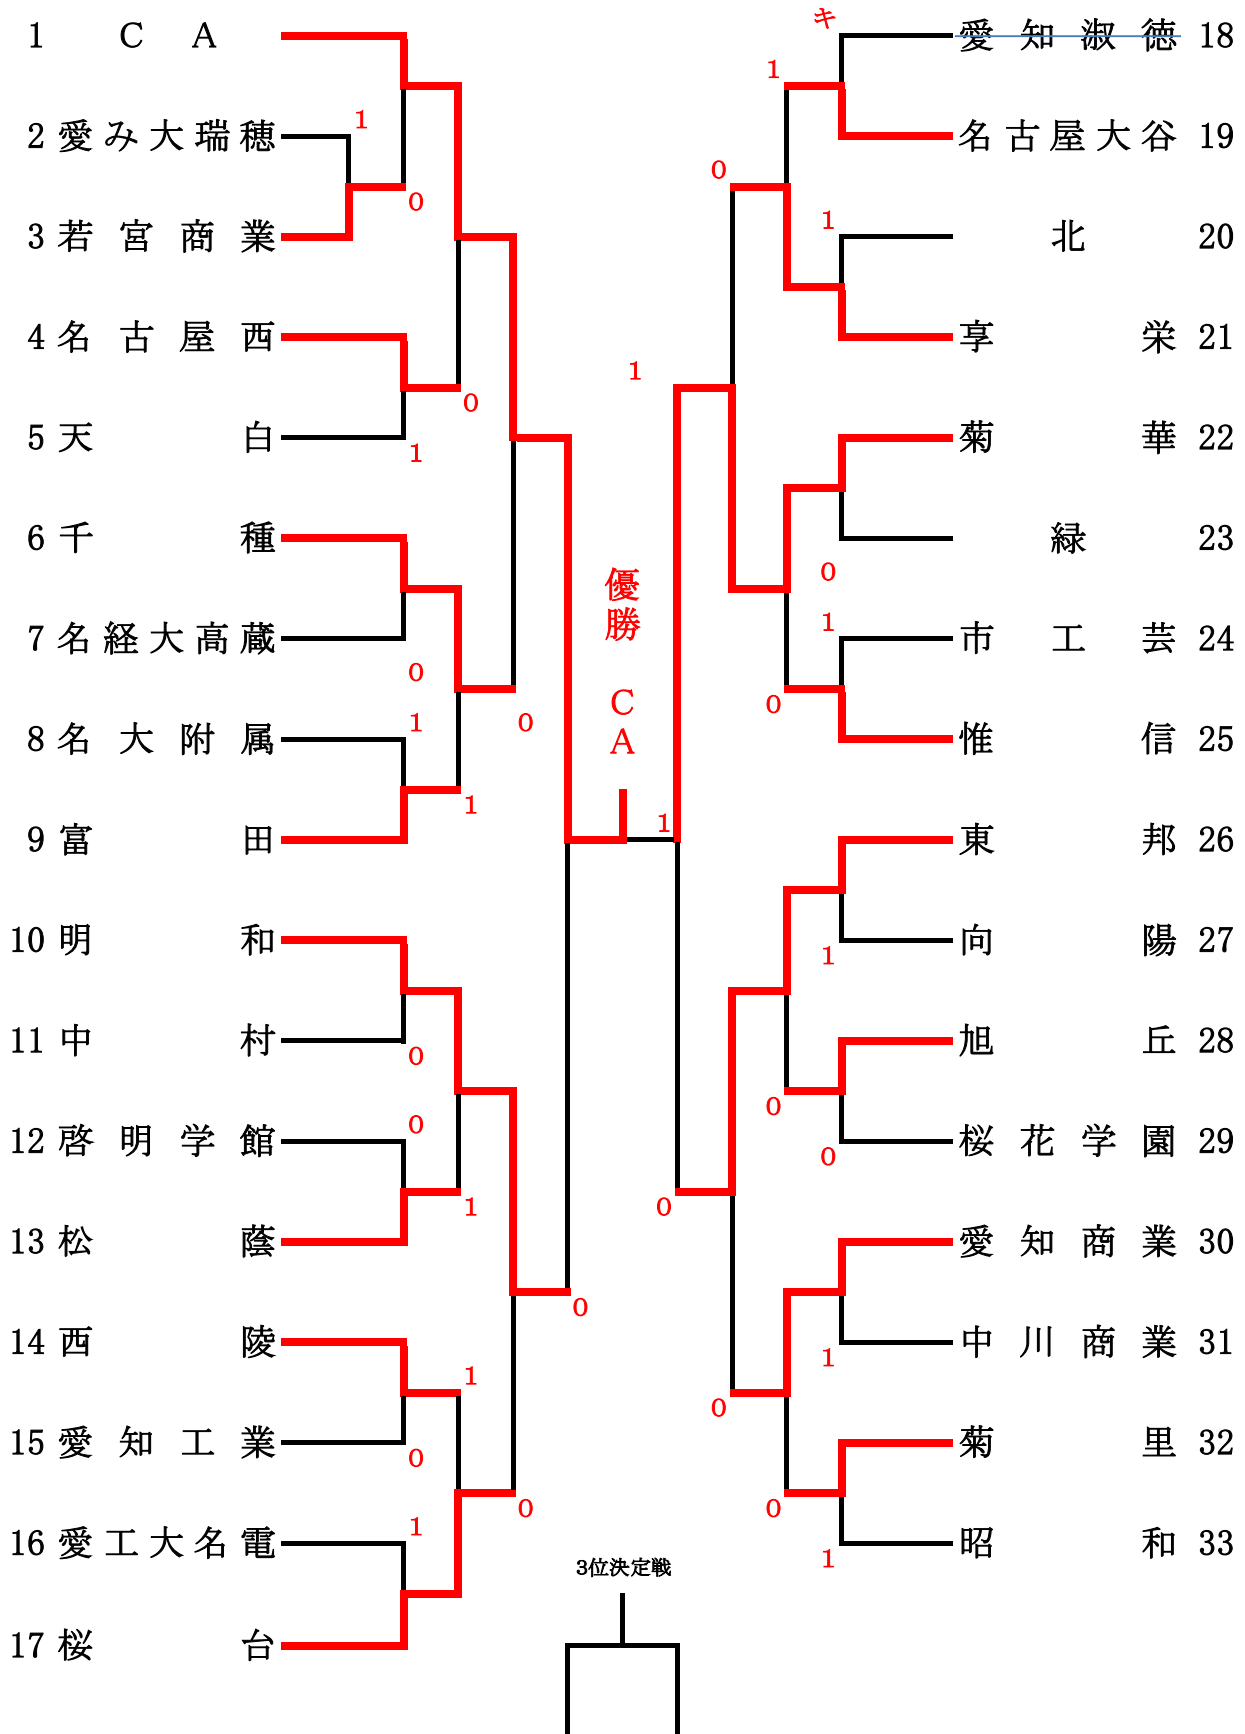 1 ＣＡ
2 愛み大瑞穂
3 若宮商業
4 名古屋西
5 天白
6 千種
7 名経大高蔵
8 名大附属
9 富田
10 明和
11 中村
12 啓明学館
13 松蔭
14 西陵
15 愛知工業
16 愛工大名電
17 桜台
1
0
0
1
0
1
0
1
0
0
1
0
1
0
0
1
優勝 ＣＡ
1
1
0
3位決定戦
キ
1
0
1
0
1
0
1
0
0
1
0
0
1
愛知淑徳 18
名古屋大谷 19
北 20
享栄 21
菊華 22
緑 23
市工芸 24
惟信 25
東邦 26
向陽 27
旭丘 28
桜花学園 29
愛知商業 30
中川商業 31
菊里 32
昭和 33